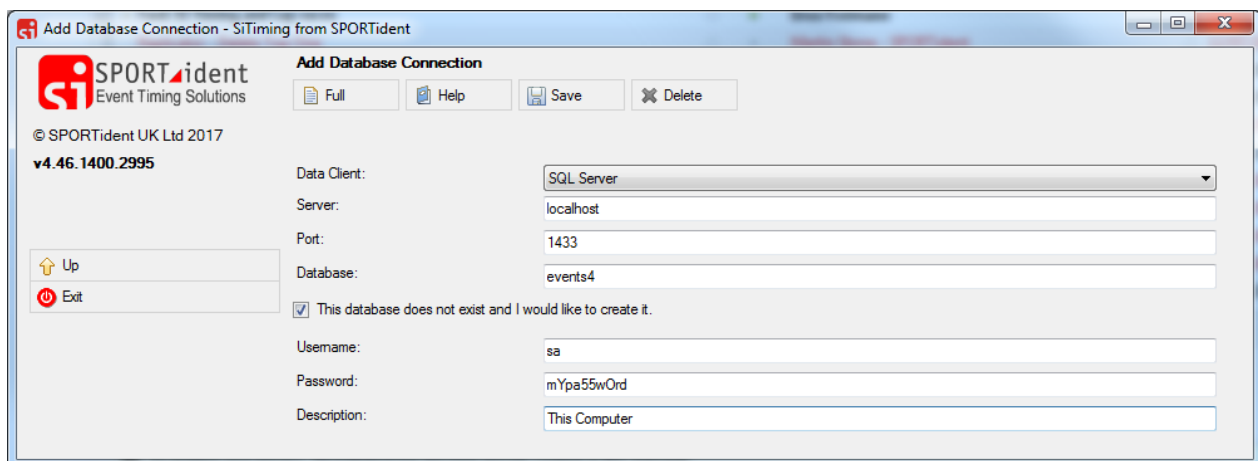 Add Database Connection - SiTiming from SPORTident
SPORTident
Event Timing Solutions
© SPORTident UK Ltd 2017
v4.46.1400.2995
Up
Exit
Add Database Connection
Full Help Save Delete
Data Client: SQL Server
Server: localhost
Port: 1433
Database: events4
This database does not exist and I would like to create it.
Username: sa
Password: mYpa55wOrd
Description: This Computer